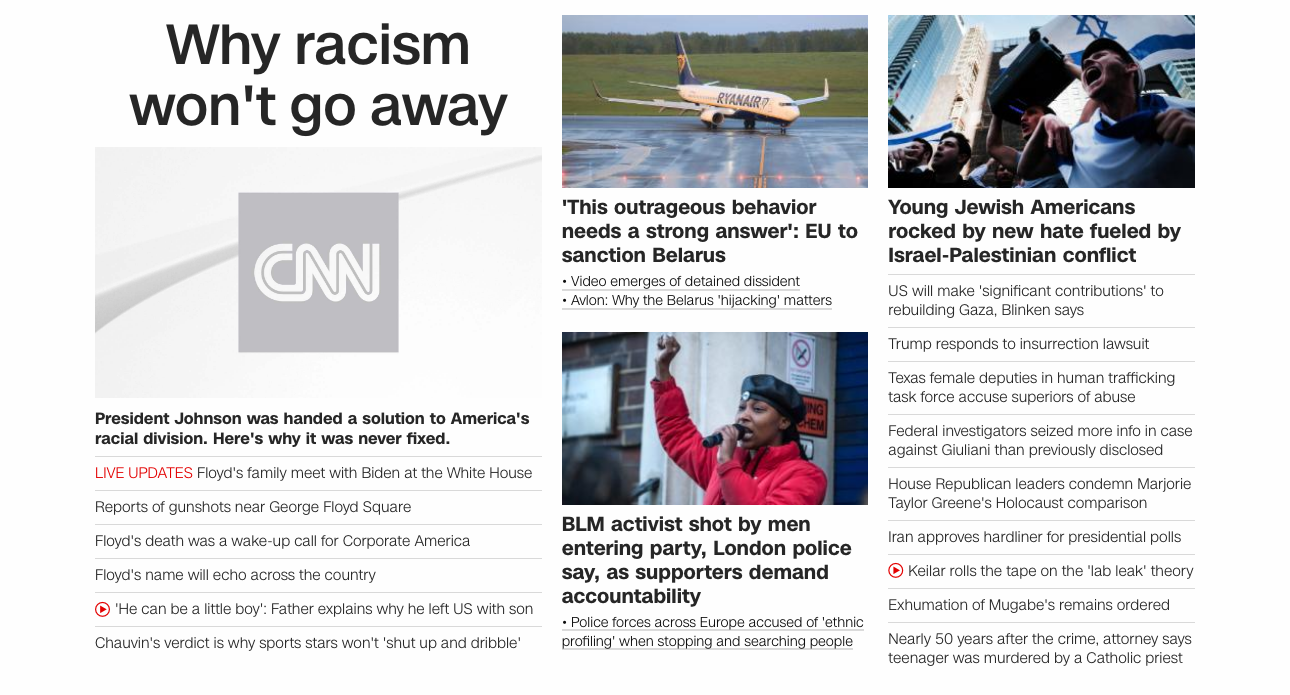 Why racism
won't go away
CNN
President Johnson was handed a solution to America's
racial division. Here's why it was never fixed.
LIVE UPDATES Floyd's family meet with Biden at the White House
Reports of gunshots near George Floyd Square
Floyd's death was a wake-up call for Corporate America
Floyd's name will echo across the country
'He can be a little boy': Father explains why he left US with son
Chauvin's verdict is why sports stars won't 'shut up and dribble'
RYANAIR
'This outrageous behavior
needs a strong answer': EU to
sanction Belarus
• Video emerges of detained dissident
• Avlon: Why the Belarus 'hijacking' matters
BLM activist shot by men
entering party, London police
say, as supporters demand
accountability
• Police forces across Europe accused of 'ethnic
profiling' when stopping and searching people
Young Jewish Americans
rocked by new hate fueled by
Israel-Palestinian conflict
US will make 'significant contributions' to
rebuilding Gaza, Blinken says
Trump responds to insurrection lawsuit
Texas female deputies in human trafficking
task force accuse superiors of abuse
Federal investigators seized more info in case
against Giuliani than previously disclosed
House Republican leaders condemn Marjorie
Taylor Greene's Holocaust comparison
Iran approves hardliner for presidential polls
Keilar rolls the tape on the 'lab leak' theory
Exhumation of Mugabe's remains ordered
Nearly 50 years after the crime, attorney says
teenager was murdered by a Catholic priest